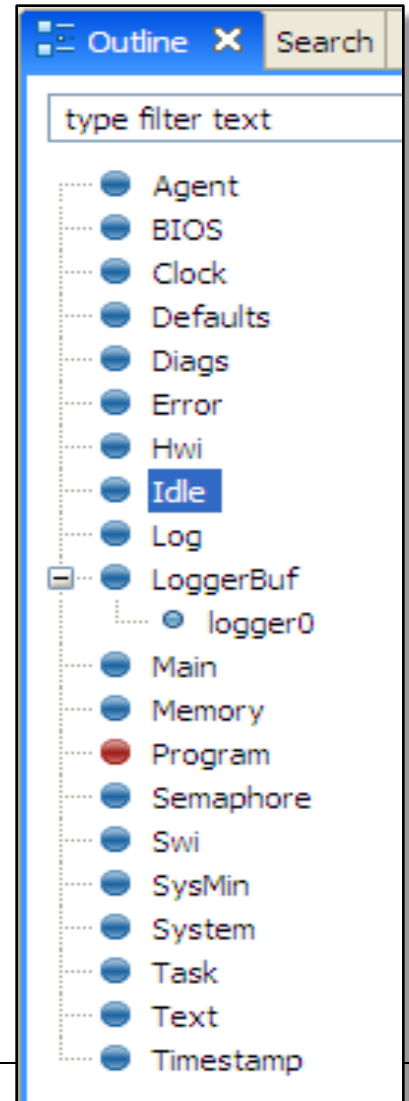 Outline Search
type filter text
Agent
BIOS
Clock
Defaults
Diags
Error
Hwi
Idle
Log
LoggerBuf
logger0
Main
Memory
Program
Semaphore
Swi
SysMin
System
Task
Text
Timestamp